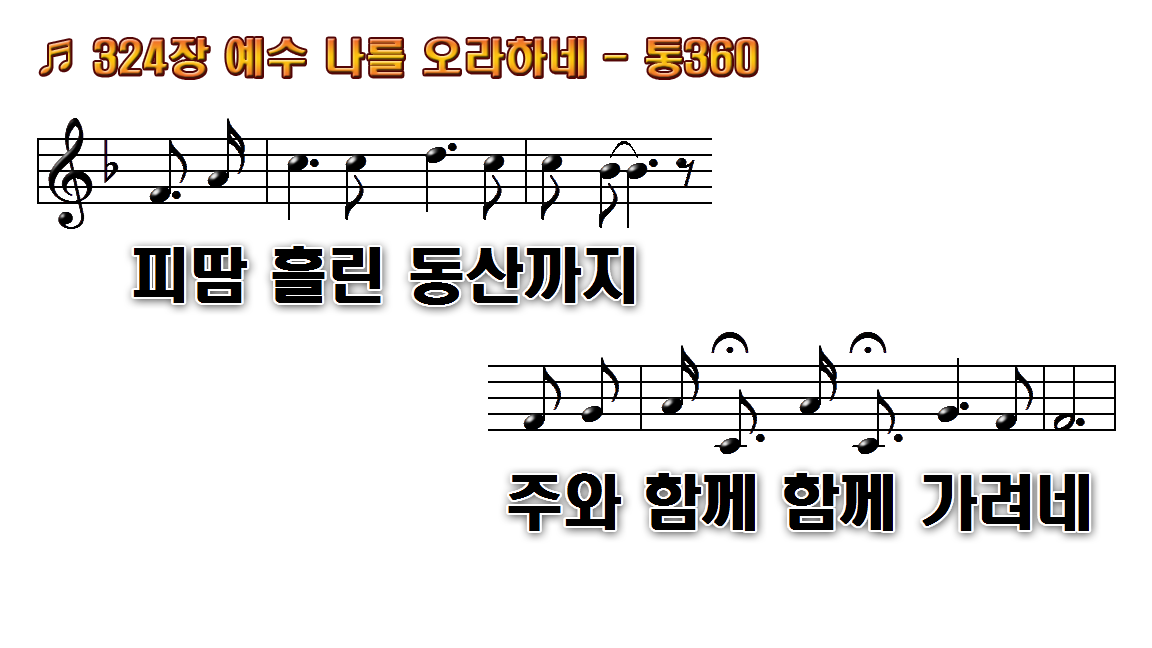 ♬ 324장 예수 나를 오라하네 - 통360
피땀 흘린 동산까지
주와 함께 함께 가려네